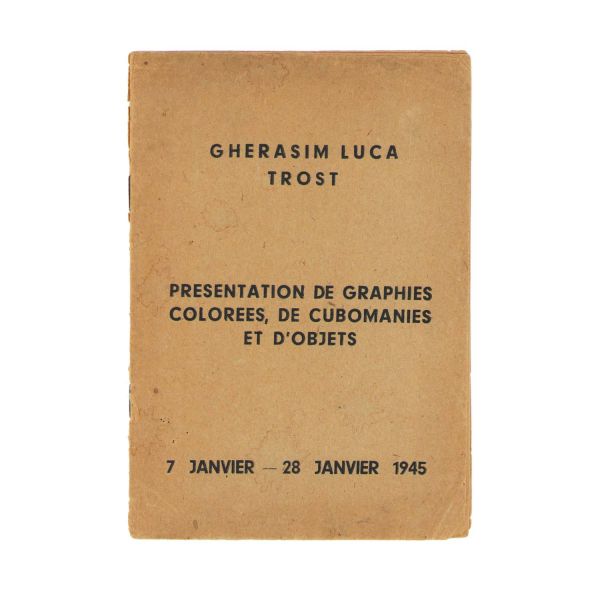 GHERASIM LUCA
TROST
PRESENTATION DE GRAPHIES
COLOREES, DE CUBOMANIES
ET D'OBJETS
7 JANVIER — 28 JANVIER 1945